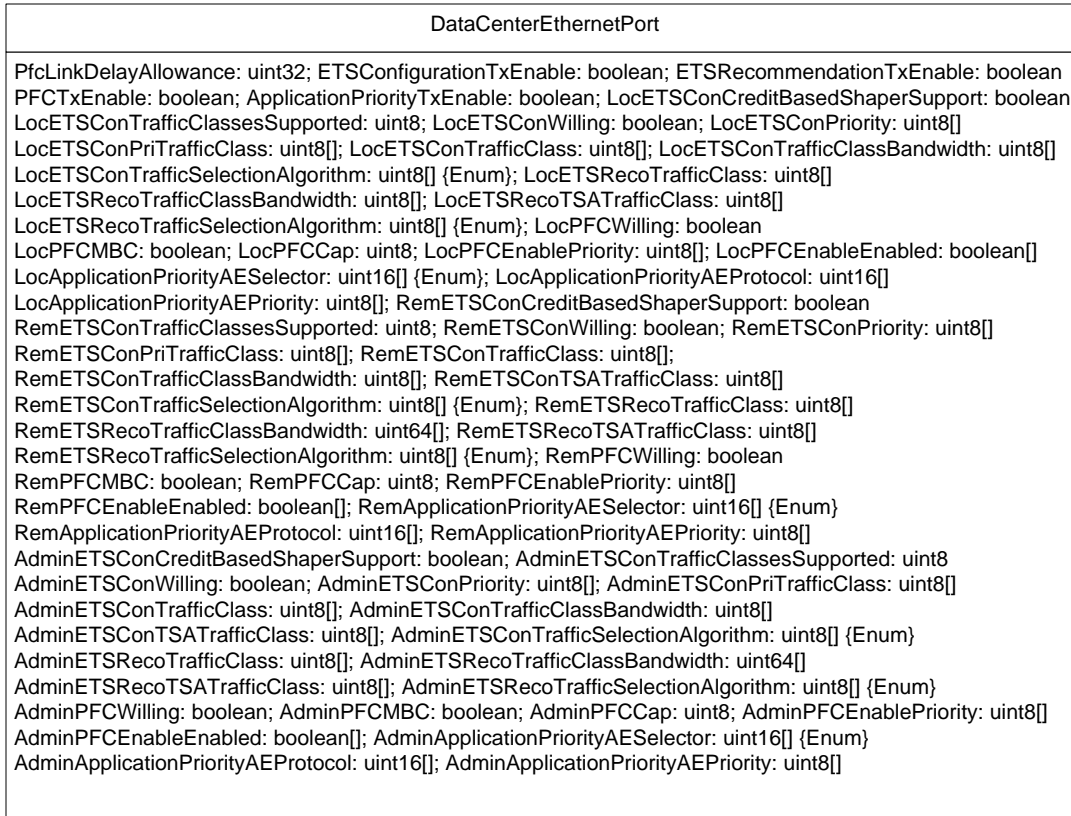 DataCenterEthernetPort
PfcLinkDelayAllowance: uint32; ETSConfigurationTxEnable: boolean; ETSRecommendationTxEnable: boolean
PFCTxEnable: boolean; ApplicationPriorityTxEnable: boolean; LocETSConCreditBasedShaperSupport: boolean
LocETSConTrafficClassesSupported: uint8; LocETSConWilling: boolean; LocETSConPriority: uint8[]
LocETSConPriTrafficClass: uint8[]; LocETSConTrafficClass: uint8[]; LocETSConTrafficClassBandwidth: uint8[]
LocETSConTrafficSelectionAlgorithm: uint8[] {Enum}; LocETSRecoTrafficClass: uint8[]
LocETSRecoTrafficClassBandwidth: uint8[]; LocETSRecoTSATrafficClass: uint8[]
LocETSRecoTrafficSelectionAlgorithm: uint8[] {Enum}; LocPFCWilling: boolean
LocPFCMBC: boolean; LocPFCCap: uint8; LocPFCEnablePriority: uint8[]; LocPFCEnableEnabled: boolean[]
LocApplicationPriorityAESelector: uint16[] {Enum}; LocApplicationPriorityAEProtocol: uint16[]
LocApplicationPriorityAEPriority: uint8[]; RemETSConCreditBasedShaperSupport: boolean
RemETSConTrafficClassesSupported: uint8; RemETSConWilling: boolean; RemETSConPriority: uint8[]
RemETSConPriTrafficClass: uint8[]; RemETSConTrafficClass: uint8[];
RemETSConTrafficClassBandwidth: uint8[]; RemETSConTSATrafficClass: uint8[]
RemETSConTrafficSelectionAlgorithm: uint8[] {Enum}; RemETSRecoTrafficClass: uint8[]
RemETSRecoTrafficClassBandwidth: uint64[]; RemETSRecoTSATrafficClass: uint8[]
RemETSRecoTrafficSelectionAlgorithm: uint8[] {Enum}; RemPFCWilling: boolean
RemPFCMBC: boolean; RemPFCCap: uint8; RemPFCEnablePriority: uint8[]
RemPFCEnableEnabled: boolean[]; RemApplicationPriorityAESelector: uint16[] {Enum}
RemApplicationPriorityAEProtocol: uint16[]; RemApplicationPriorityAEPriority: uint8[]
AdminETSConCreditBasedShaperSupport: boolean; AdminETSConTrafficClassesSupported: uint8
AdminETSConWilling: boolean; AdminETSConPriority: uint8[]; AdminETSConPriTrafficClass: uint8[]
AdminETSConTrafficClass: uint8[]; AdminETSConTrafficClassBandwidth: uint8[]
AdminETSConTSATrafficClass: uint8[]; AdminETSConTrafficSelectionAlgorithm: uint8[] {Enum}
AdminETSRecoTrafficClass: uint8[]; AdminETSRecoTrafficClassBandwidth: uint64[]
AdminETSRecoTSATrafficClass: uint8[]; AdminETSRecoTrafficSelectionAlgorithm: uint8[] {Enum}
AdminPFCWilling: boolean; AdminPFCMBC: boolean; AdminPFCCap: uint8; AdminPFCEnablePriority: uint8[]
AdminPFCEnableEnabled: boolean[]; AdminApplicationPriorityAESelector: uint16[] {Enum}
AdminApplicationPriorityAEProtocol: uint16[]; AdminApplicationPriorityAEPriority: uint8[]